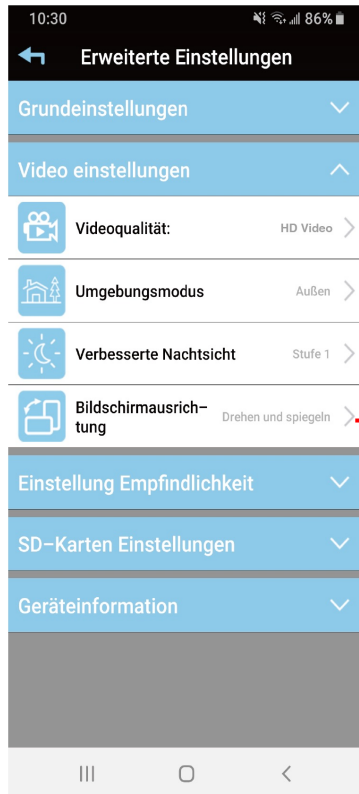 10:30 86%
Erweiterte Einstellungen
Grundeinstellungen
Video einstellungen
Videoqualität: HD Video
Umgebungsmodus Außen
Verbesserte Nachtsicht Stufe 1
Bildschirmausrich-
tung Drehen und spiegeln
Einstellung Empfindlichkeit
SD-Karten Einstellungen
Geräteinformation